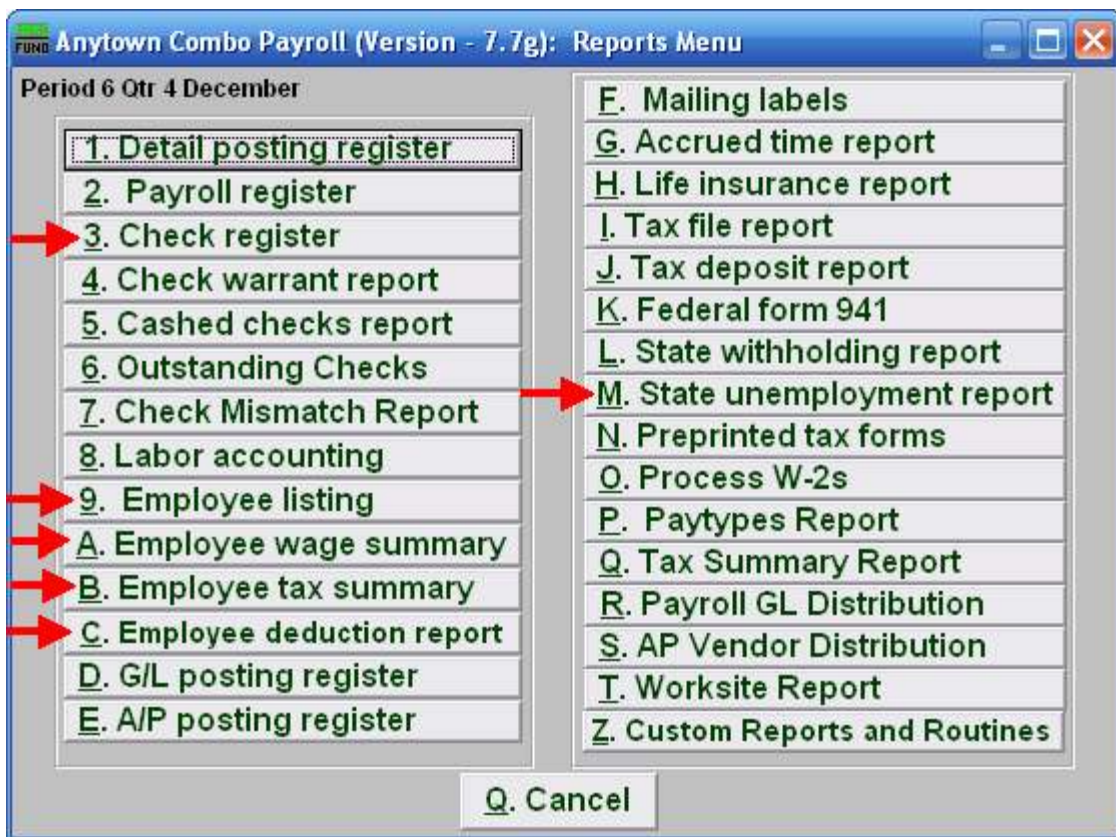 FUND Anytown Combo Payroll (Version - 7.7g): Reports Menu
Period 6 Qtr 4 December
1. Detail posting register
2. Payroll register
3. Check register
4. Check warrant report
5. Cashed checks report
6. Outstanding Checks
7. Check Mismatch Report
8. Labor accounting
9. Employee listing
A. Employee wage summary
B. Employee tax summary
C. Employee deduction report
D. G/L posting register
E. A/P posting register
F. Mailing labels
G. Accrued time report
H. Life insurance report
I. Tax file report
J. Tax deposit report
K. Federal form 941
L. State withholding report
M. State unemployment report
N. Preprinted tax forms
O. Process W-2s
P. Paytypes Report
Q. Tax Summary Report
R. Payroll GL Distribution
S. AP Vendor Distribution
T. Worksite Report
Z. Custom Reports and Routines
Q. Cancel